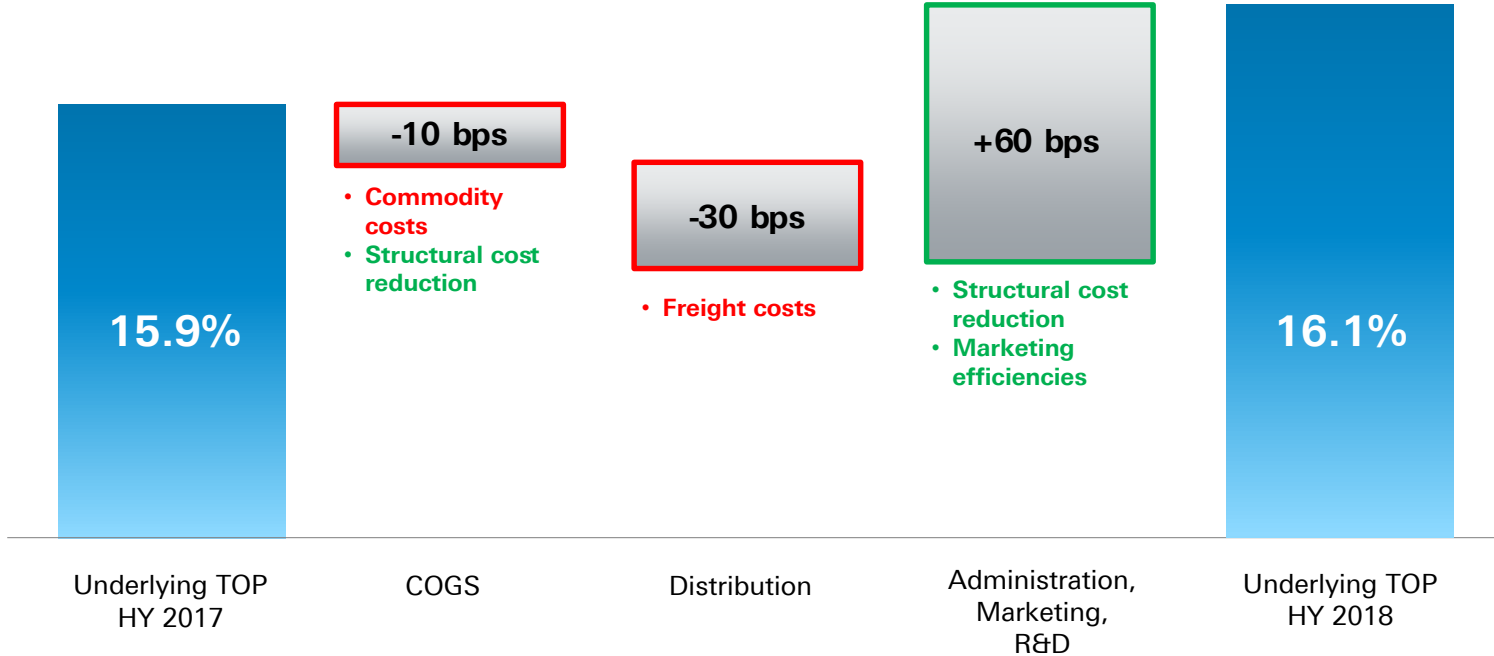 15.9%
-10 bps
• Commodity
costs
• Structural cost
reduction
-30 bps
• Freight costs
+60 bps
• Structural cost
reduction
• Marketing
efficiencies
16.1%
Underlying TOP
HY 2017
COGS
Distribution
Administration,
Marketing,
R&D
Underlying TOP
HY 2018